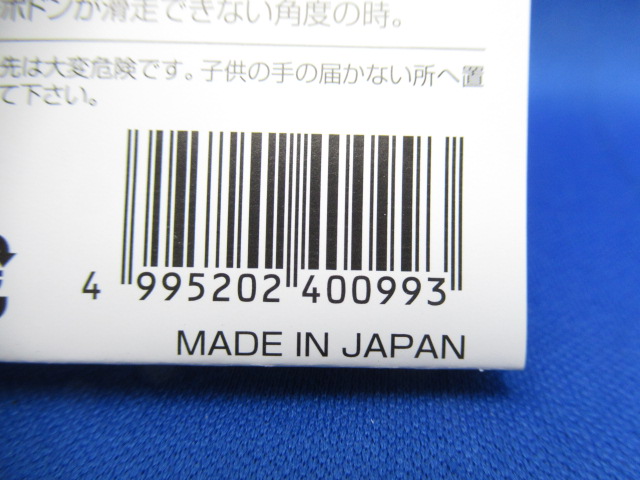 ボトンが滑走できない角度の時。
先は大変危険です。子供の手の届かない所へ置
て下さい。
4 995202 400993
MADE IN JAPAN